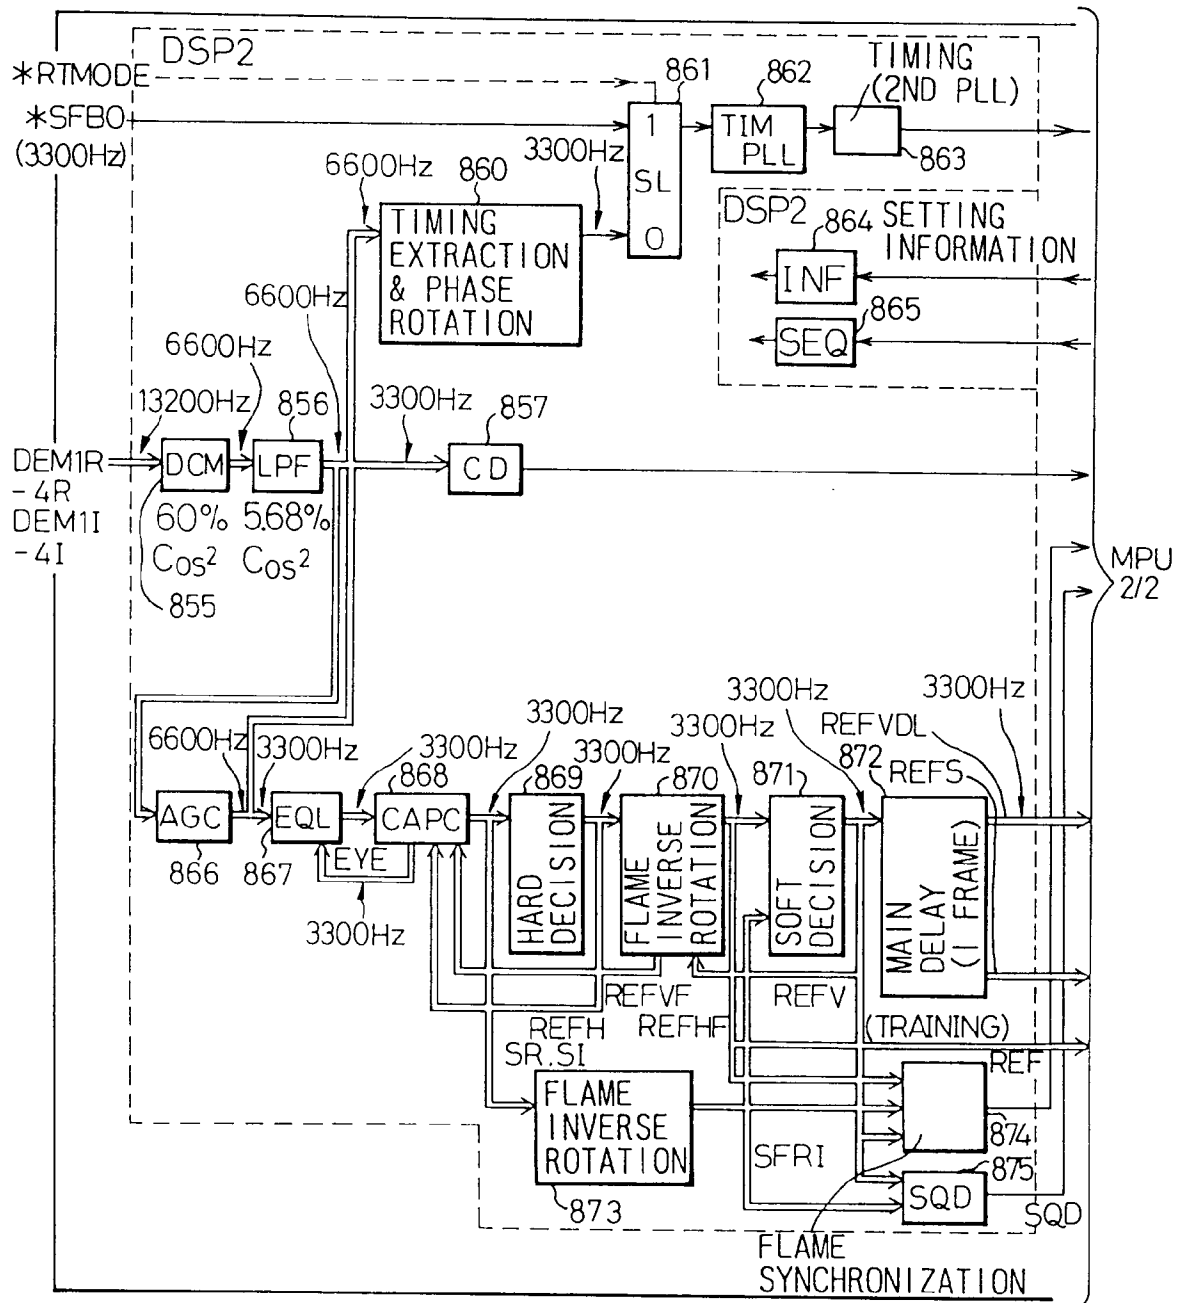 DSP2
*RTMODE
*SFBO
(3300Hz)
861
1
SL
0
862
TIM
PLL
TIMING
(2ND PLL)
863
6600Hz
860
3300Hz
TIMING
EXTRACTION
& PHASE
ROTATION
DSP2
864
SETTING
INFORMATION
INF
865
SEQ
6600Hz
6600Hz
13200Hz
856
3300Hz
857
DEM1R
-4R
DEM1I
-4I
DCM
LPF
CD
60%
Cos²
5.68%
Cos²
855
MPU
2/2
6600Hz
3300Hz
3300Hz
868
3300Hz
869
3300Hz
870
3300Hz
871
3300Hz
872
REFVDL
REFS
3300Hz
AGC
866
EQL
867
CAPC
EYE
3300Hz
HARD
DECISION
FLAME
INVERSE
ROTATION
SOFT
DECISION
MAIN
DELAY
(1 FRAME)
REFVF
REFV
REFH
REFHF
(TRAINING)
REF
SR.SI
FLAME
INVERSE
ROTATION
873
SFRI
874
875
SQD
SQD
FLAME
SYNCHRONIZATION